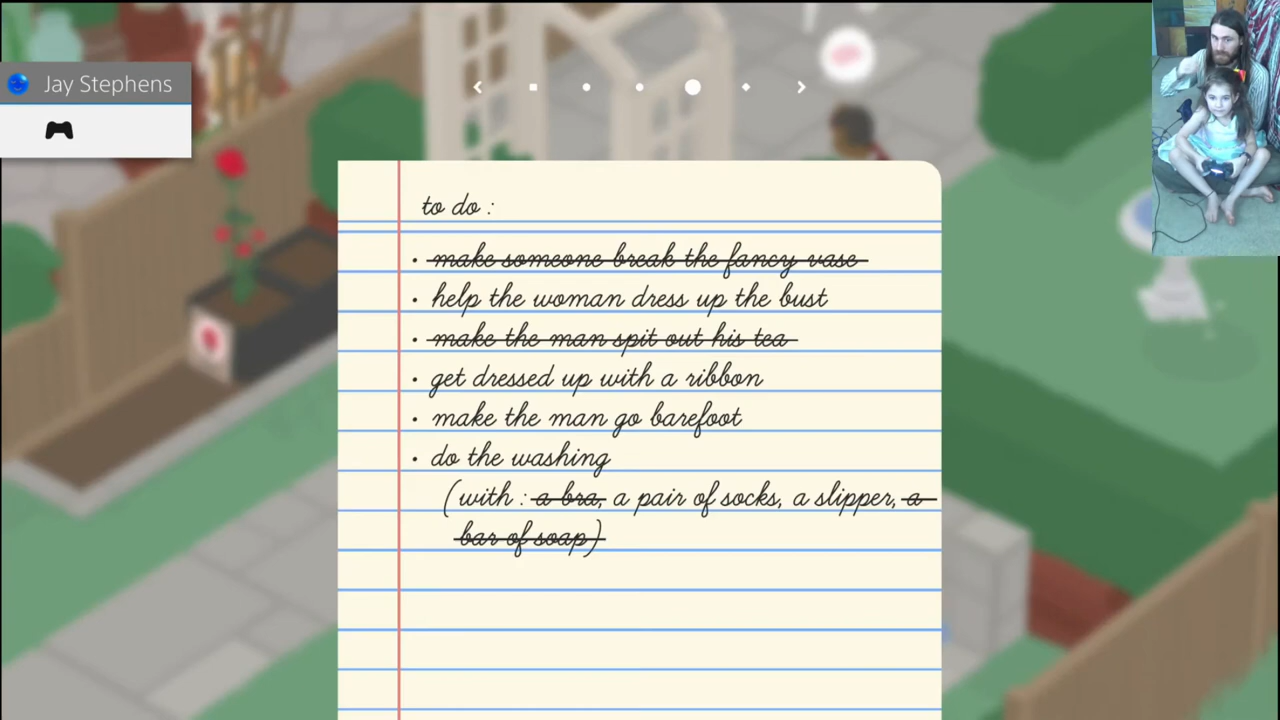 Jay Stephens
to do :
• make someone break the fancy vase
• help the woman dress up the bust
• make the man spit out his tea
• get dressed up with a ribbon
• make the man go barefoot
• do the washing
(with : a bra, a pair of socks, a slipper, a
bar of soap)